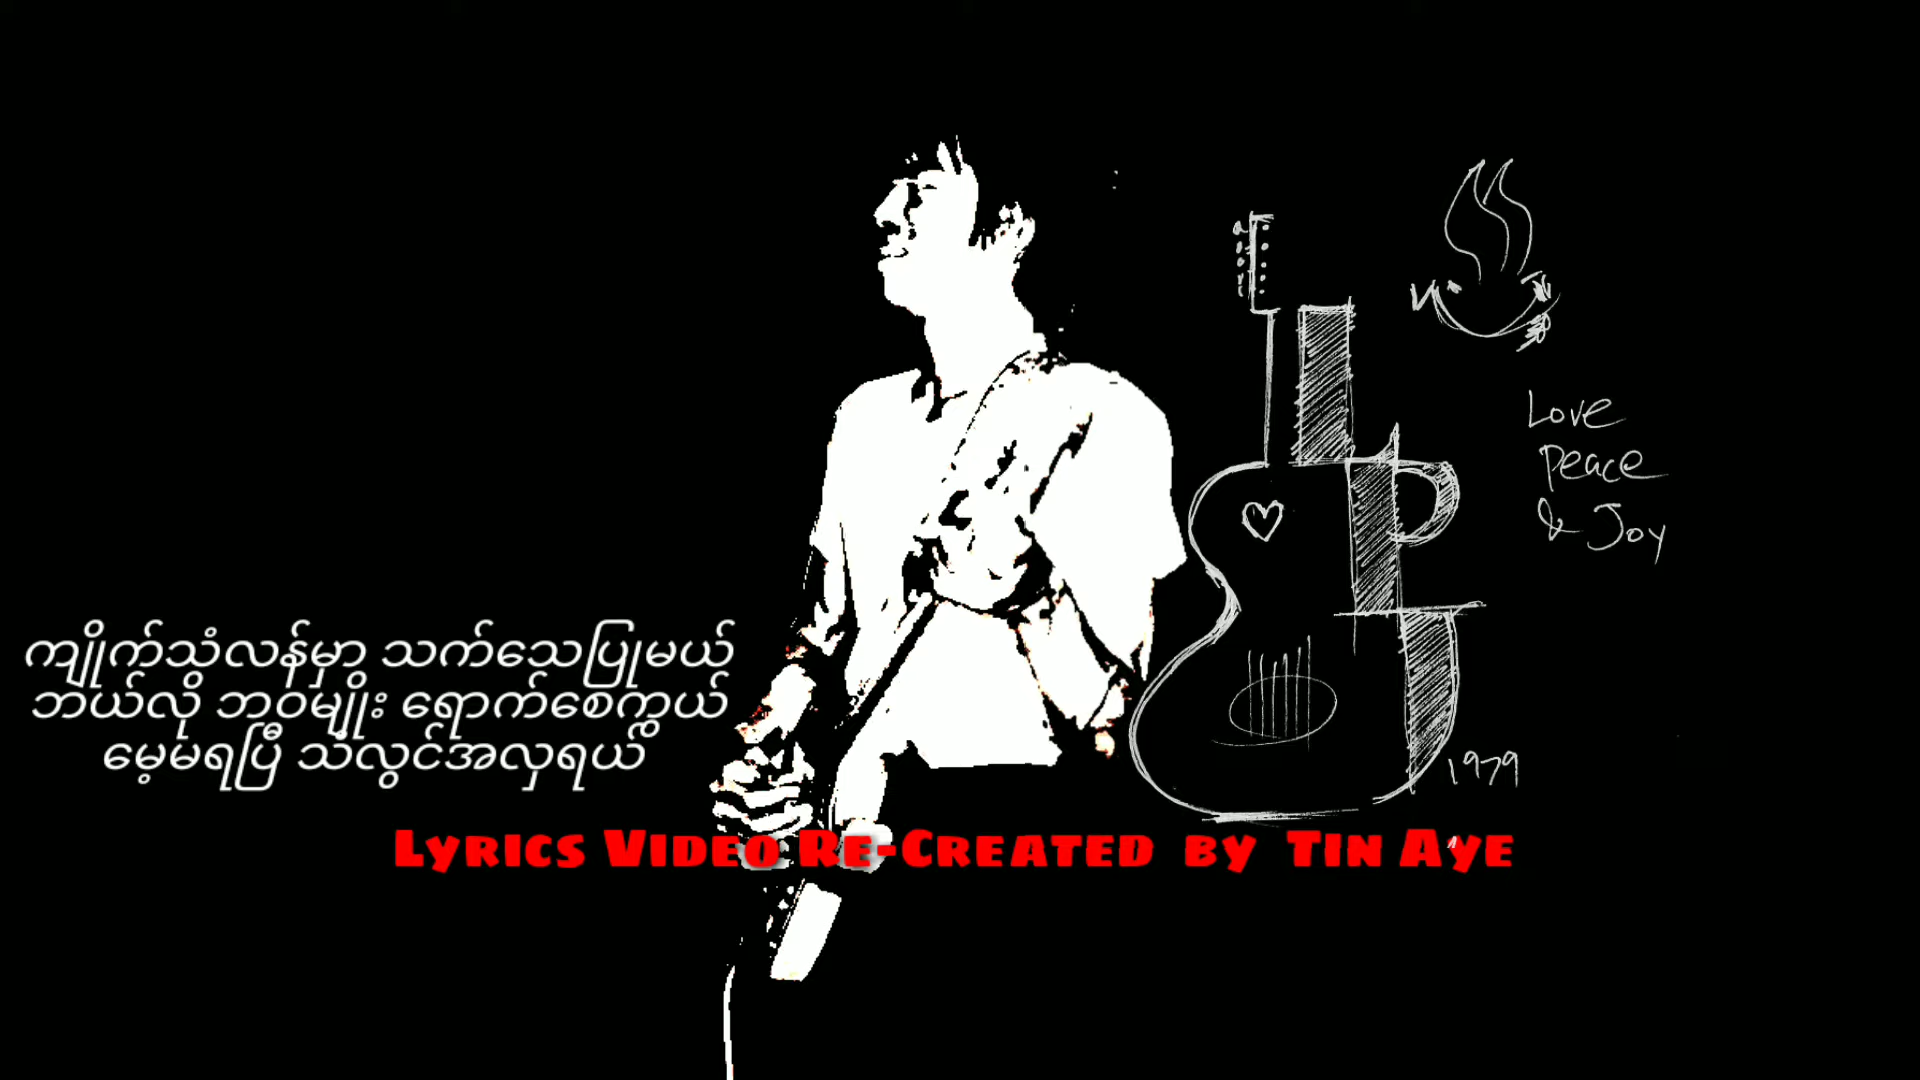 ကျိုက်သံလန်မှာ သက်သေပြုမယ်
ဘယ်လို ဘဝမျိုး ရောက်စေကွယ်
မေ့မရပြီ သံလွင်အလှရယ်
Love
Peace
& Joy
1979
Lyrics Video Re-Created by Tin Aye